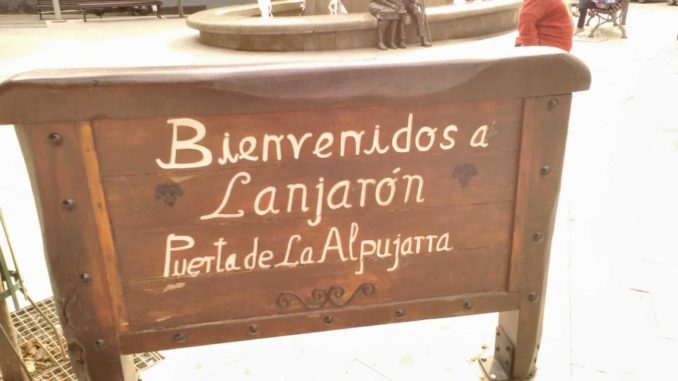 Bienvenidos a
Lanjarón
Puerta de La Alpujarra